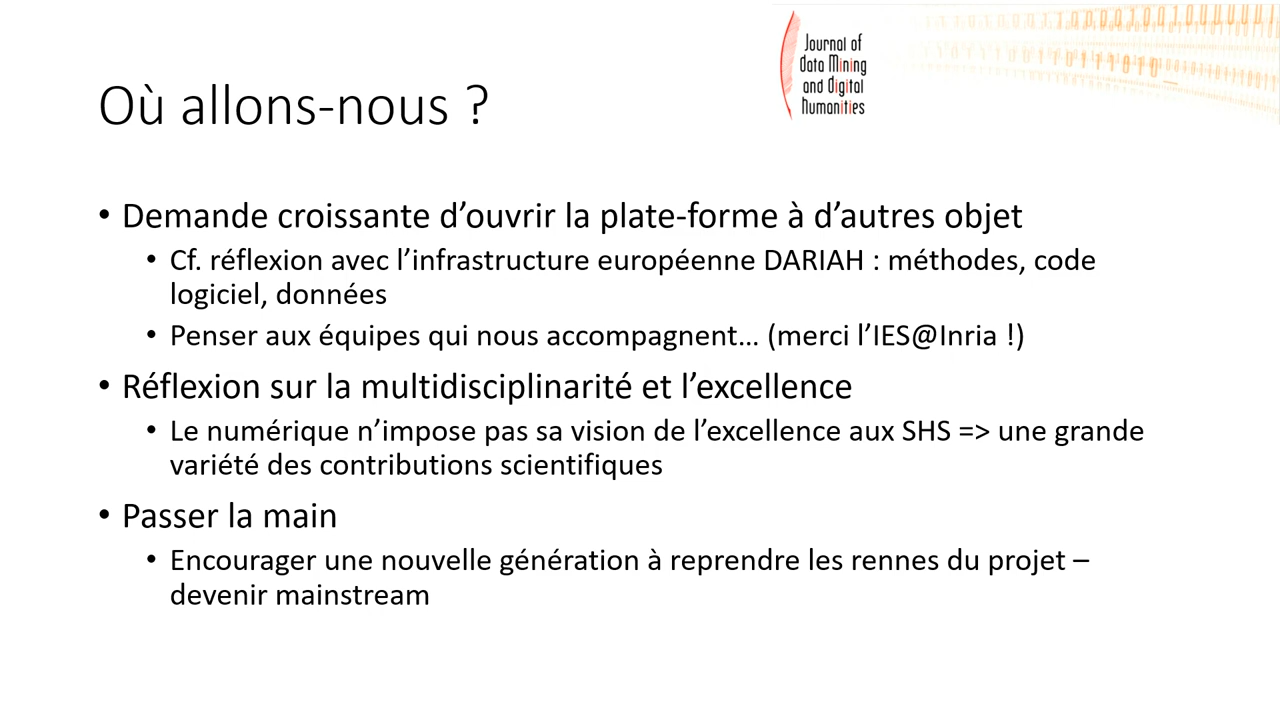 Journal of
Data Mining
and Digital
Humanities
Où allons-nous ?
• Demande croissante d’ouvrir la plate-forme à d’autres objet
• Cf. réflexion avec l’infrastructure européenne DARIAH : méthodes, code
logiciel, données
• Penser aux équipes qui nous accompagnent… (merci l’IES@Inria !)
• Réflexion sur la multidisciplinarité et l’excellence
• Le numérique n’impose pas sa vision de l’excellence aux SHS => une grande
variété des contributions scientifiques
• Passer la main
• Encourager une nouvelle génération à reprendre les rennes du projet –
devenir mainstream